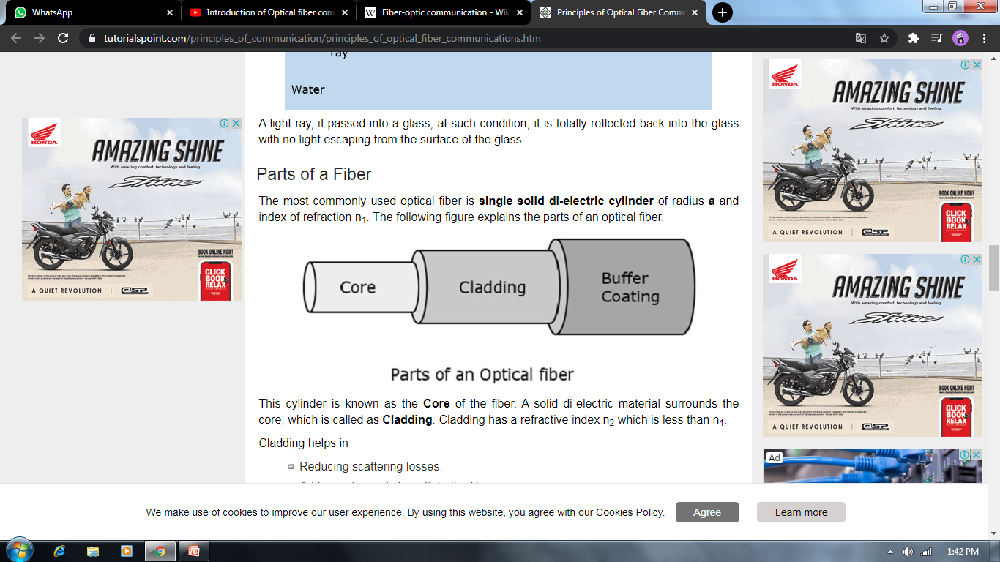 WhatsApp
Introduction of Optical fiber com
Fiber-optic communication - Wik
Principles of Optical Fiber Comm
tutorialspoint.com/principles_of_communication/principles_of_optical_fiber_communications.htm
ray
Water
A light ray, if passed into a glass, at such condition, it is totally reflected back into the glass
with no light escaping from the surface of the glass.
Parts of a Fiber
The most commonly used optical fiber is single solid di-electric cylinder of radius a and
index of refraction n1. The following figure explains the parts of an optical fiber.
Core
Cladding
Buffer
Coating
Parts of an Optical fiber
This cylinder is known as the Core of the fiber. A solid di-electric material surrounds the
core, which is called as Cladding. Cladding has a refractive index n2 which is less than n1.
Cladding helps in −
Reducing scattering losses.
HONDA
AMAZING SHINE
With amazing comfort, technology and feeling.
Shine
BOOK ONLINE NOW!
CLICK
BOOK
RELAX
A QUIET REVOLUTION | eSP
HONDA
AMAZING SHINE
With amazing comfort, technology and feeling.
Shine
BOOK ONLINE NOW!
CLICK
BOOK
RELAX
A QUIET REVOLUTION | eSP
HONDA
AMAZING SHINE
With amazing comfort, technology and feeling.
Shine
BOOK ONLINE NOW!
CLICK
BOOK
RELAX
A QUIET REVOLUTION | eSP
Ad
We make use of cookies to improve our user experience. By using this website, you agree with our Cookies Policy.
Agree
Learn more
1:42 PM